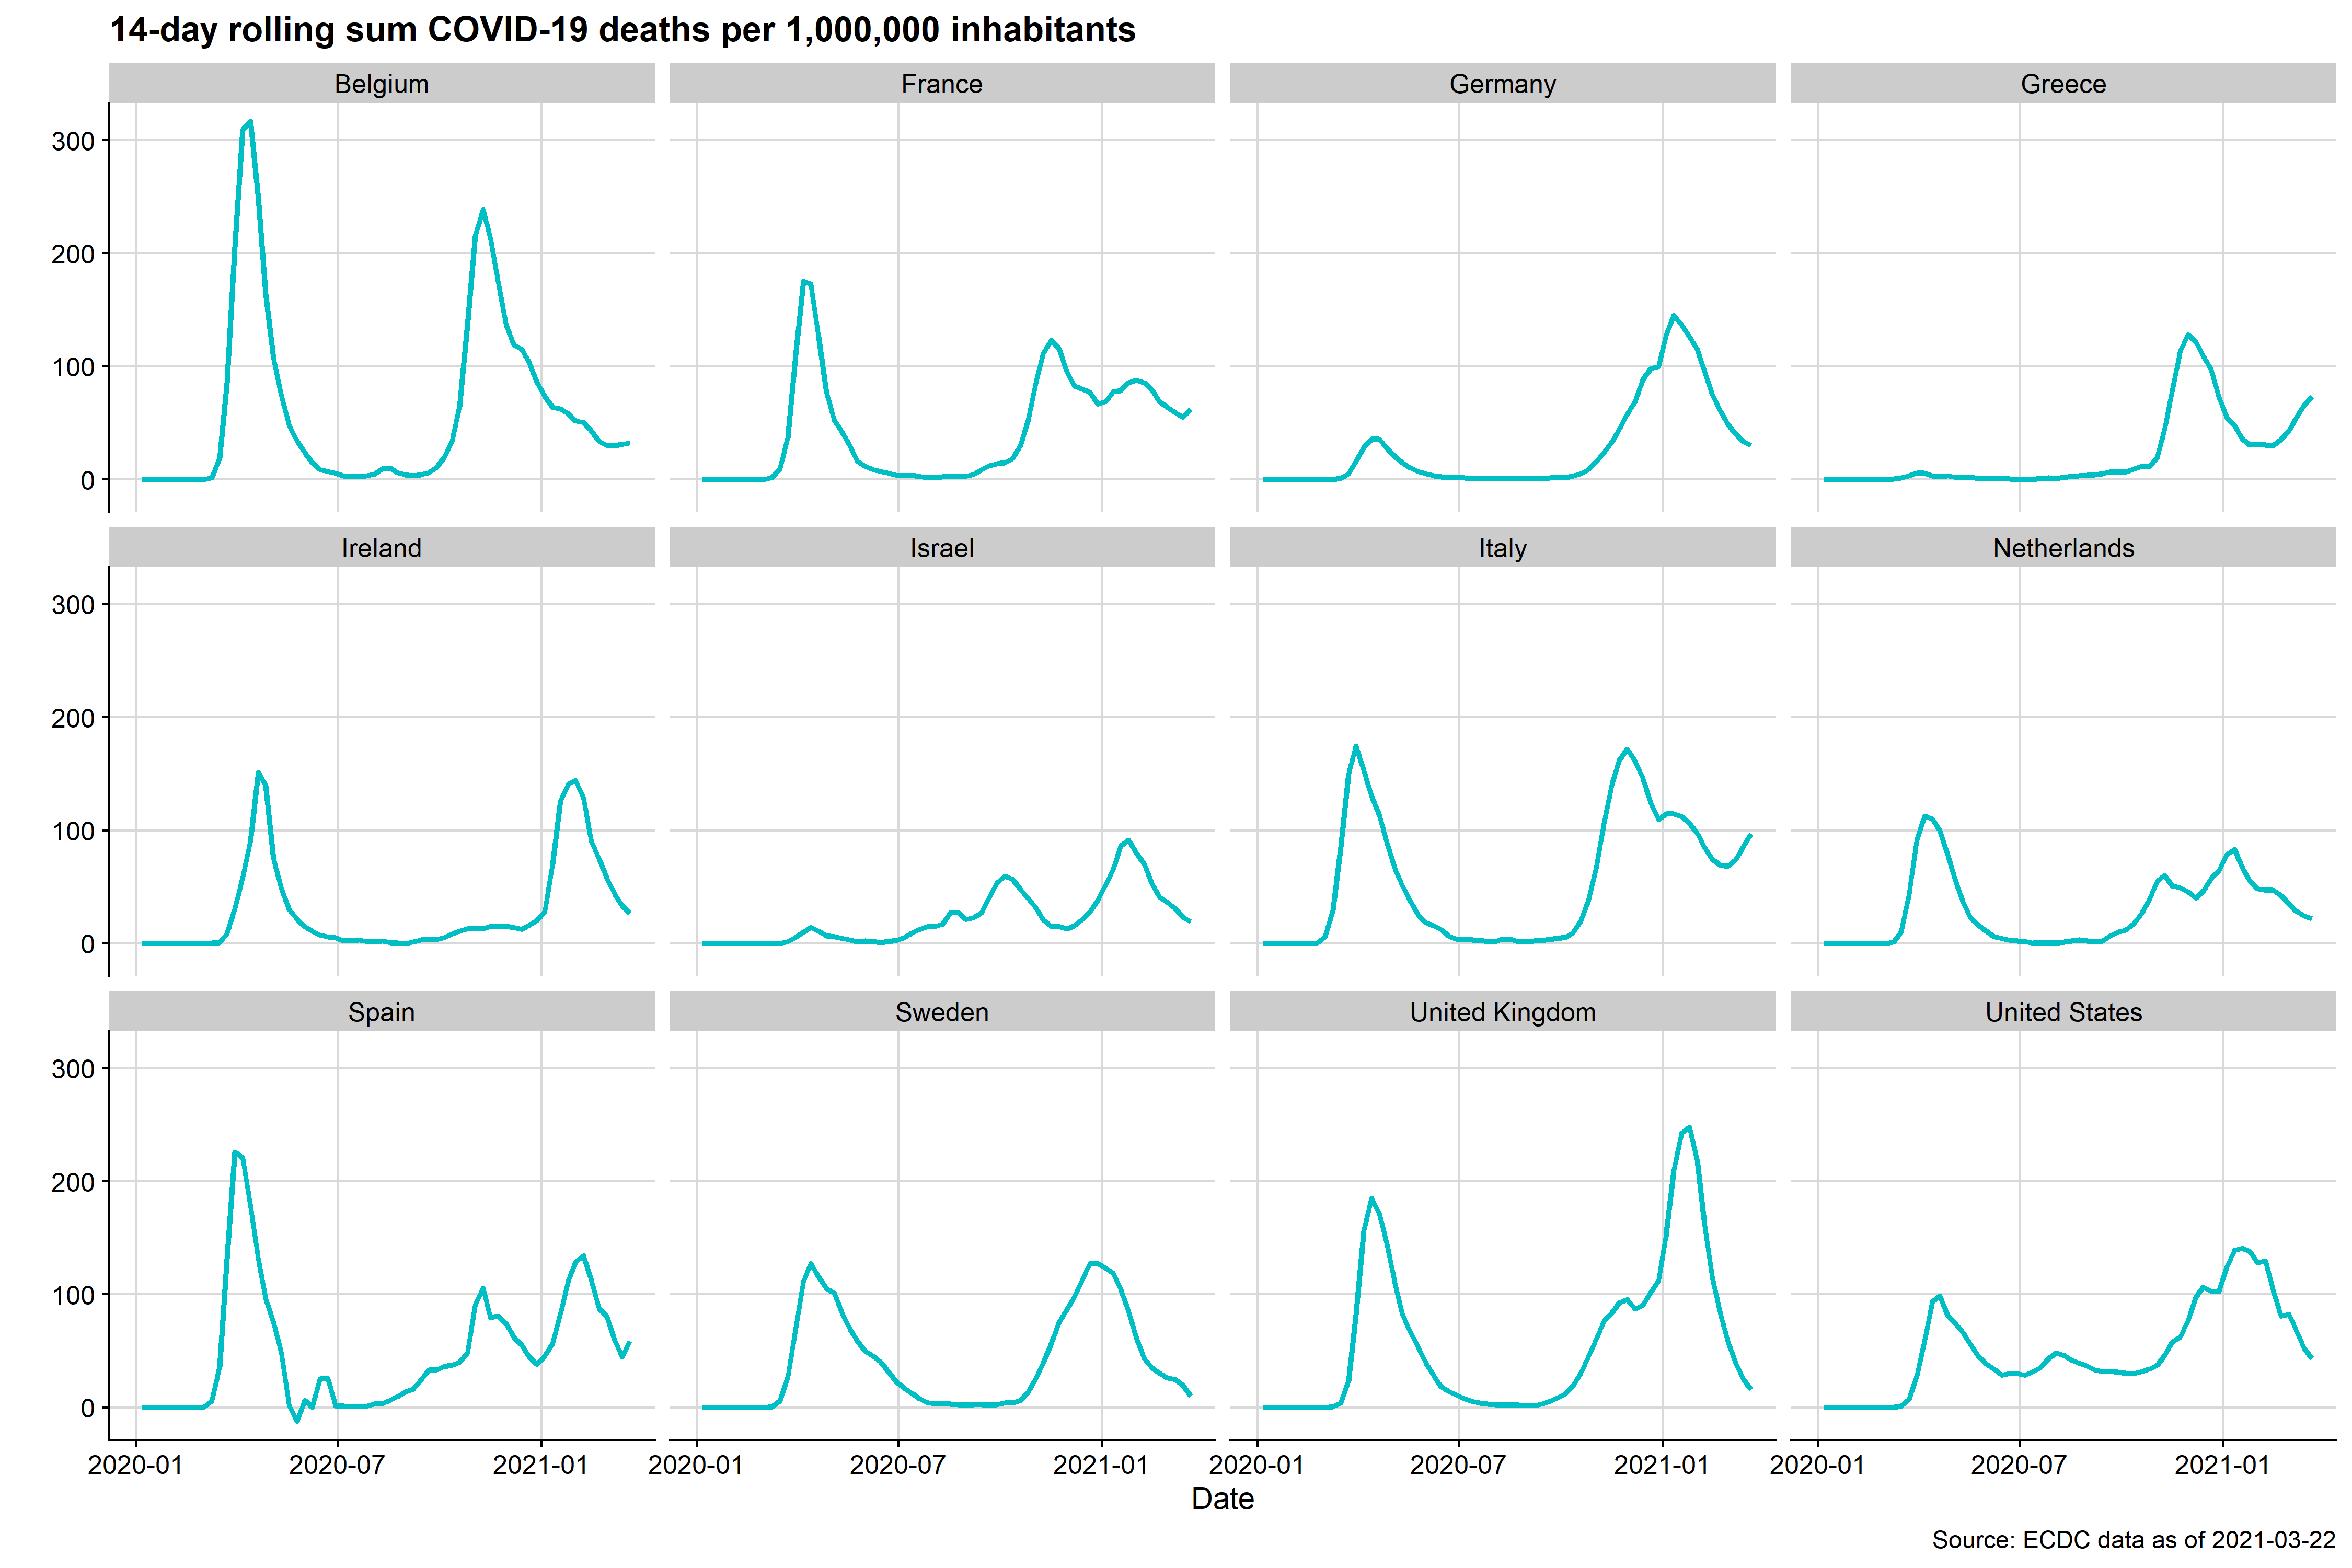 14-day rolling sum COVID-19 deaths per 1,000,000 inhabitants
Belgium France Germany Greece
300
200
100
0
Ireland Israel Italy Netherlands
300
200
100
0
Spain Sweden United Kingdom United States
300
200
100
0
2020-01 2020-07 2021-01 2020-01 2020-07 2021-01 2020-01 2020-07 2021-01 2020-01 2020-07 2021-01
Date
Source: ECDC data as of 2021-03-22